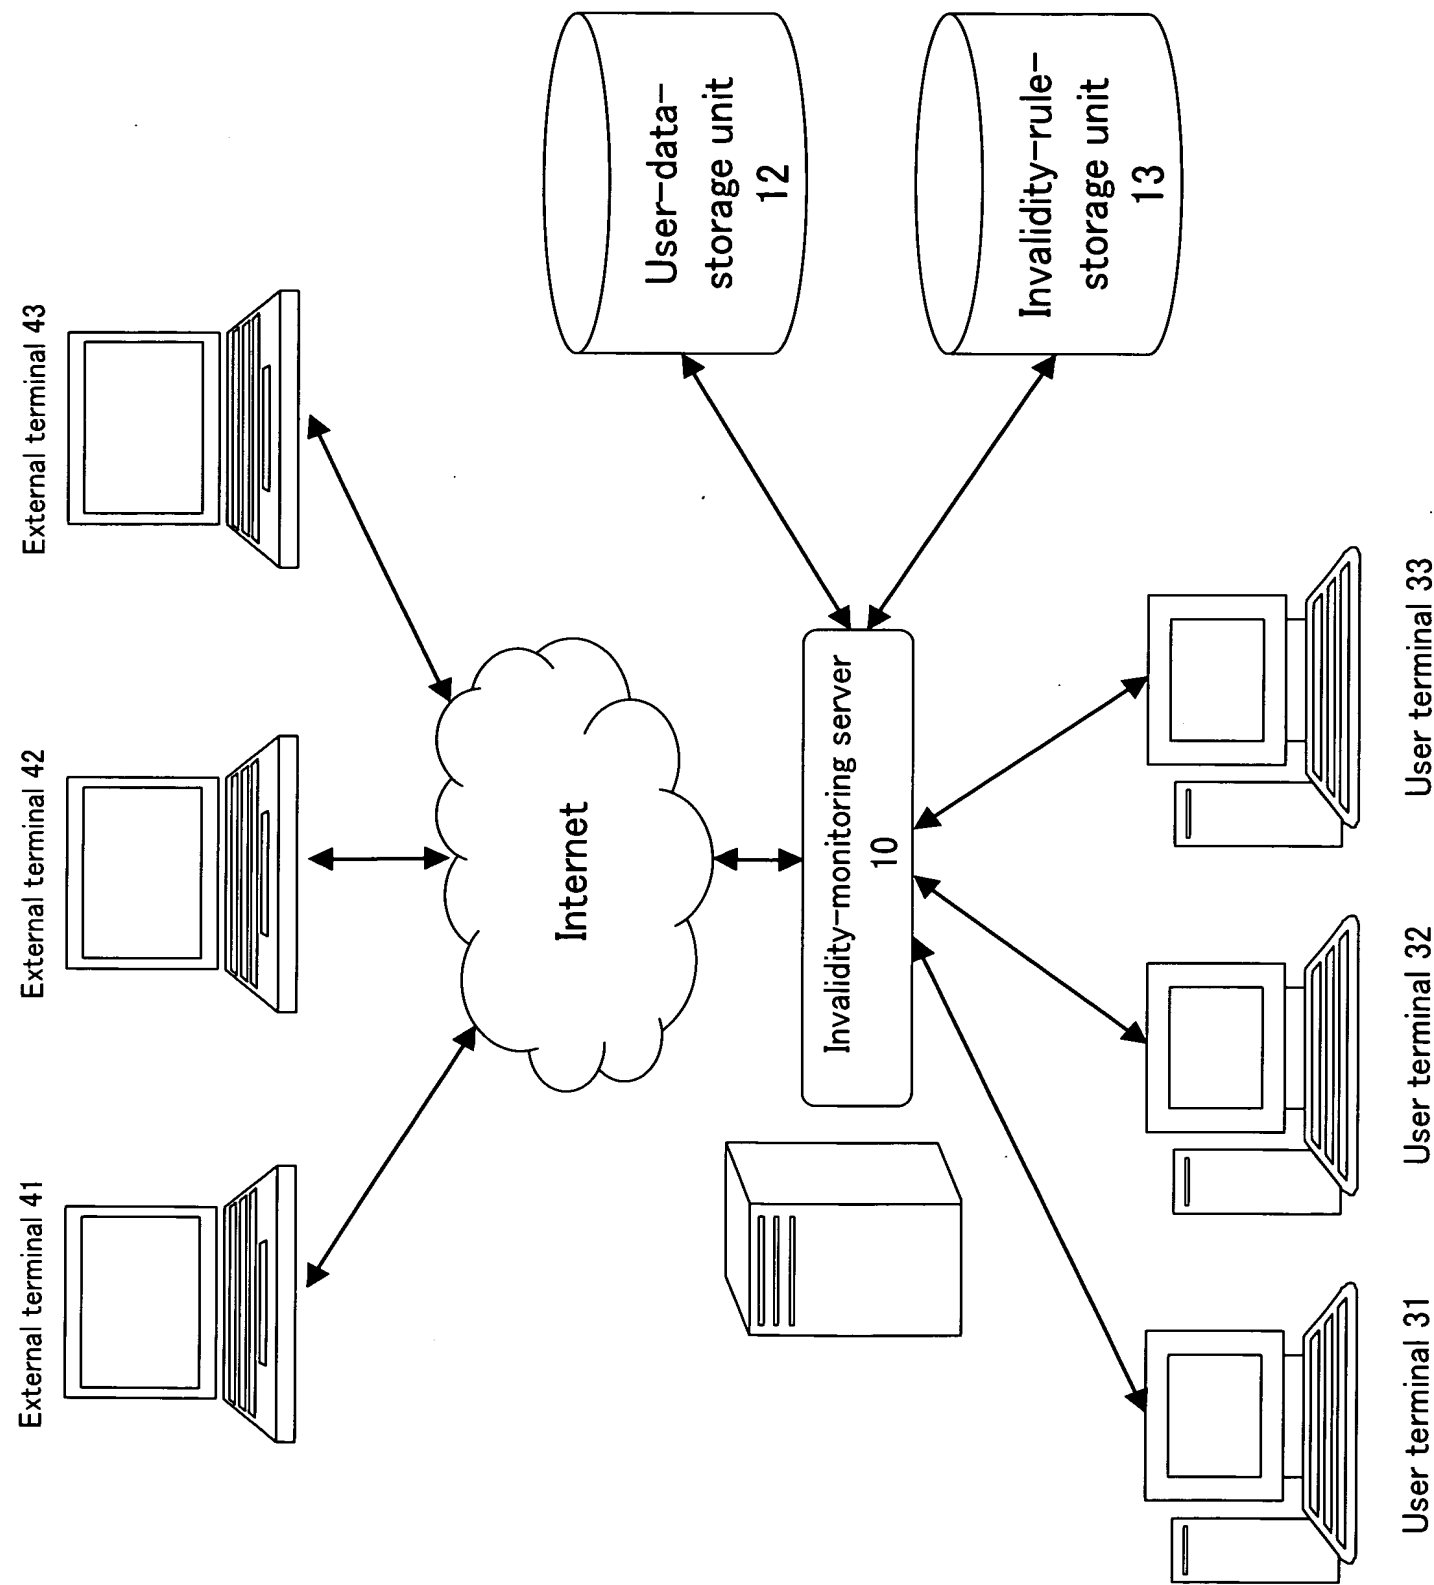 External terminal 41
External terminal 42
External terminal 43
Internet
User-data-
storage unit
12
Invalidity-monitoring server
10
Invalidity-rule-
storage unit
13
User terminal 31
User terminal 32
User terminal 33